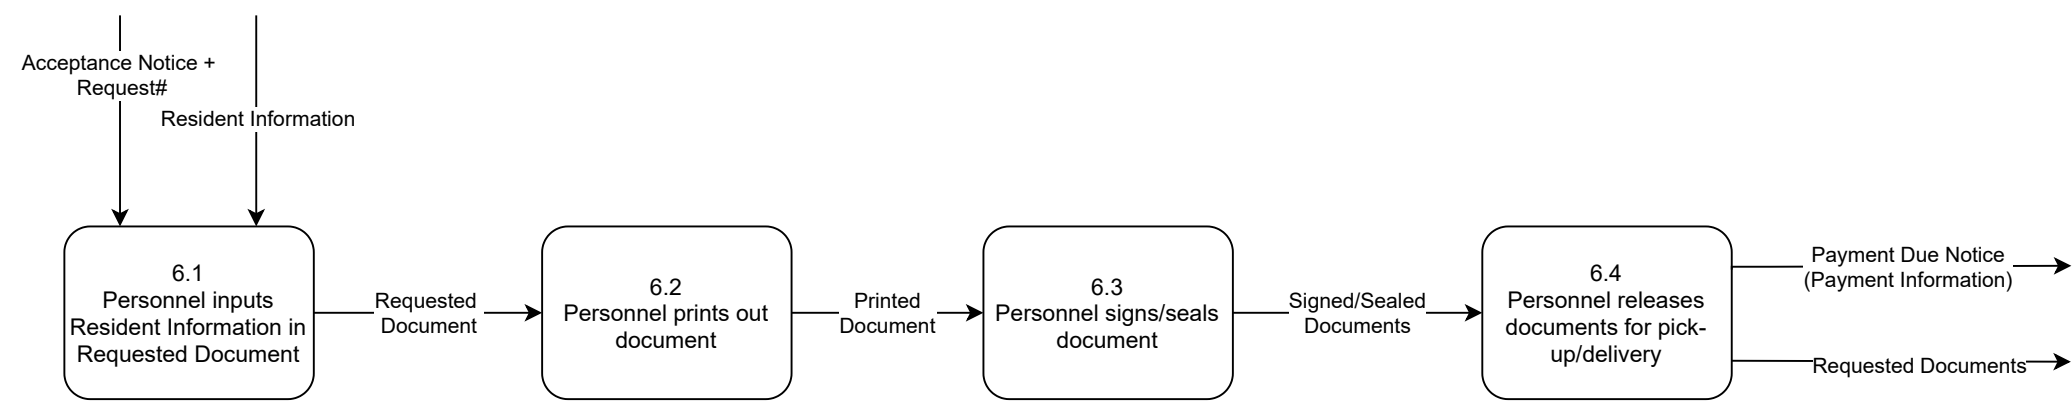 Acceptance Notice +
Request#
Resident Information
6.1
Personnel inputs
Resident Information in
Requested Document
Requested
Document
6.2
Personnel prints out
document
Printed
Document
6.3
Personnel signs/seals
document
Signed/Sealed
Documents
6.4
Personnel releases
documents for pick-
up/delivery
Payment Due Notice
(Payment Information)
Requested Documents